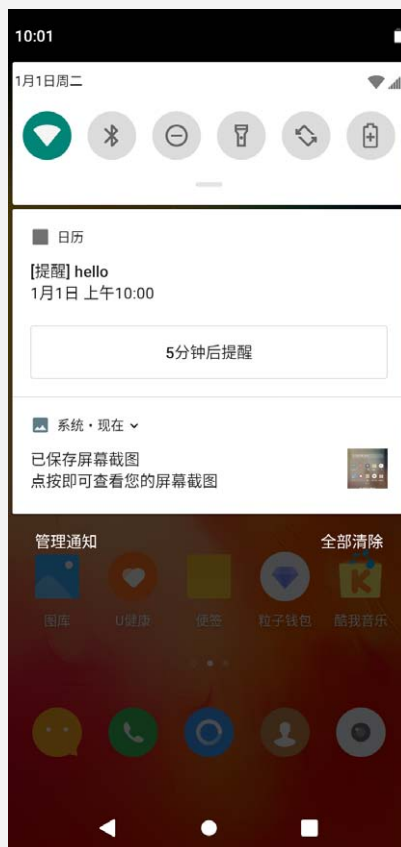 10:01
1月1日周二
日历
[提醒] hello
1月1日 上午10:00
5分钟后提醒
系统・现在
已保存屏幕截图
点按即可查看您的屏幕截图
管理通知
全部清除
图库
U健康
便签
粒子钱包
酷我音乐